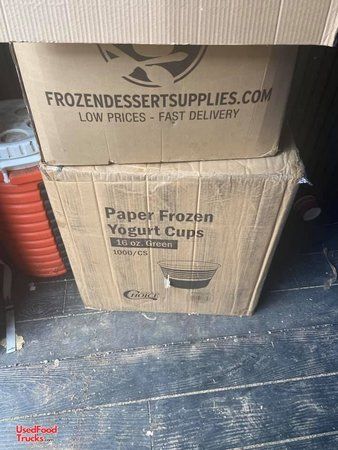 FROZENDESSERTSUPPLIES.COM
LOW PRICES - FAST DELIVERY
Paper Frozen
Yogurt Cups
16 oz. Green
1000/CS
CHOICE
UsedFood
Trucks.com